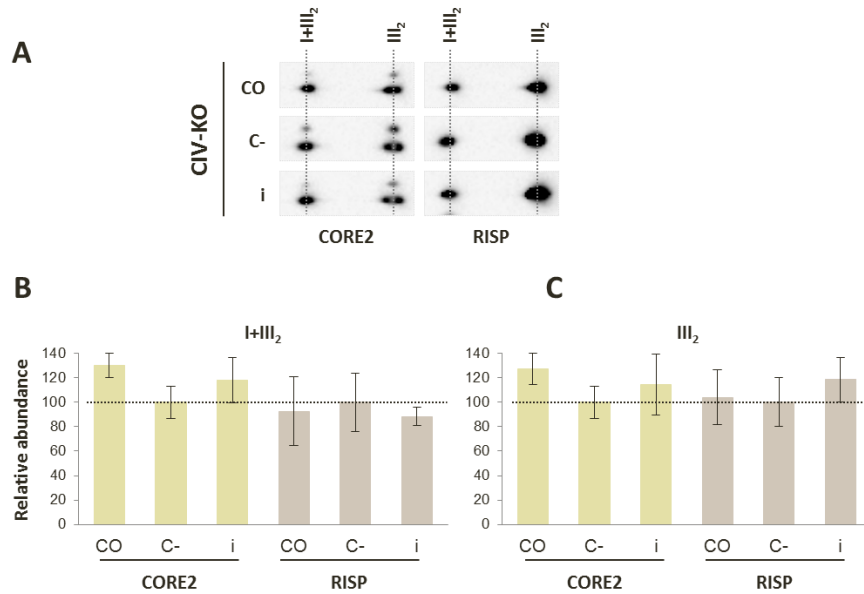 A
I+III₂ III₂ I+III₂ III₂
CIV-KO
CO
C-
i
CORE2 RISP
B
I+III₂
Relative abundance
140
120
100
80
60
40
20
0
CO C- i CO C- i
CORE2 RISP
C
III₂
140
120
100
80
60
40
20
0
CO C- i CO C- i
CORE2 RISP